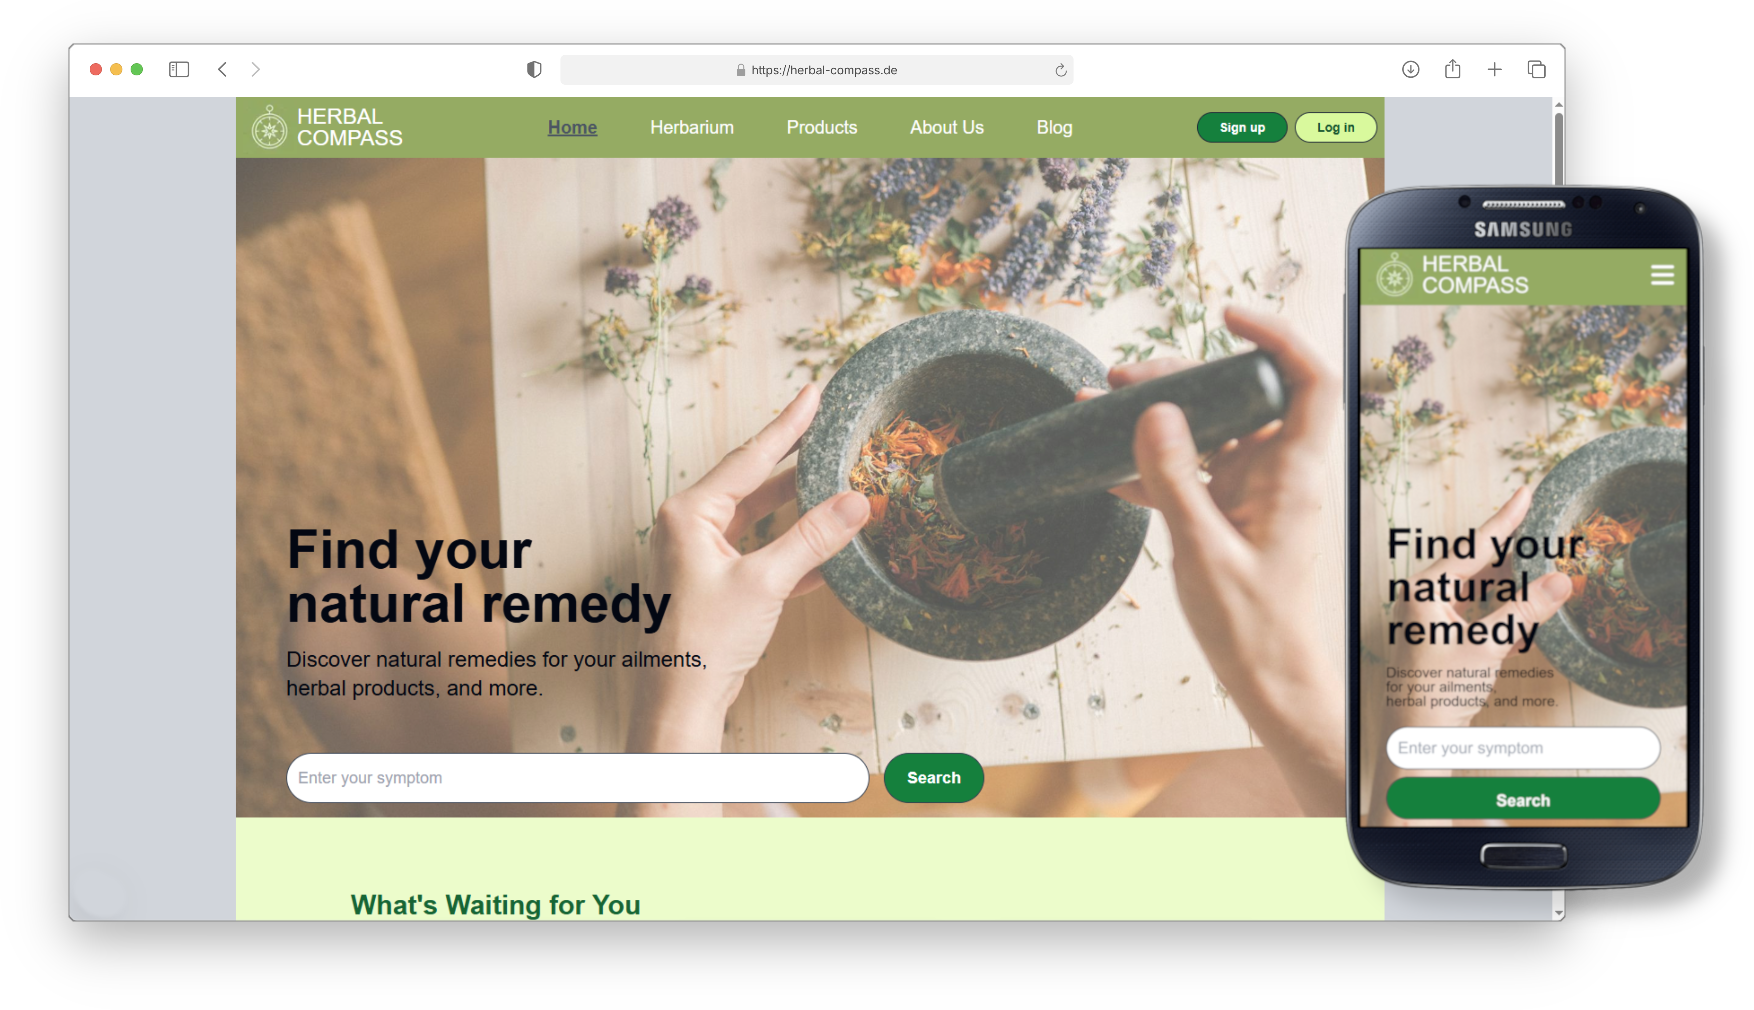 https://herbal-compass.de
HERBAL
COMPASS
Home Herbarium Products About Us Blog
Sign up Log in
Find your
natural remedy
Discover natural remedies for your ailments,
herbal products, and more.
Enter your symptom
Search
What's Waiting for You
SAMSUNG
HERBAL
COMPASS
Find your
natural
remedy
Discover natural remedies
for your ailments,
herbal products, and more.
Enter your symptom
Search